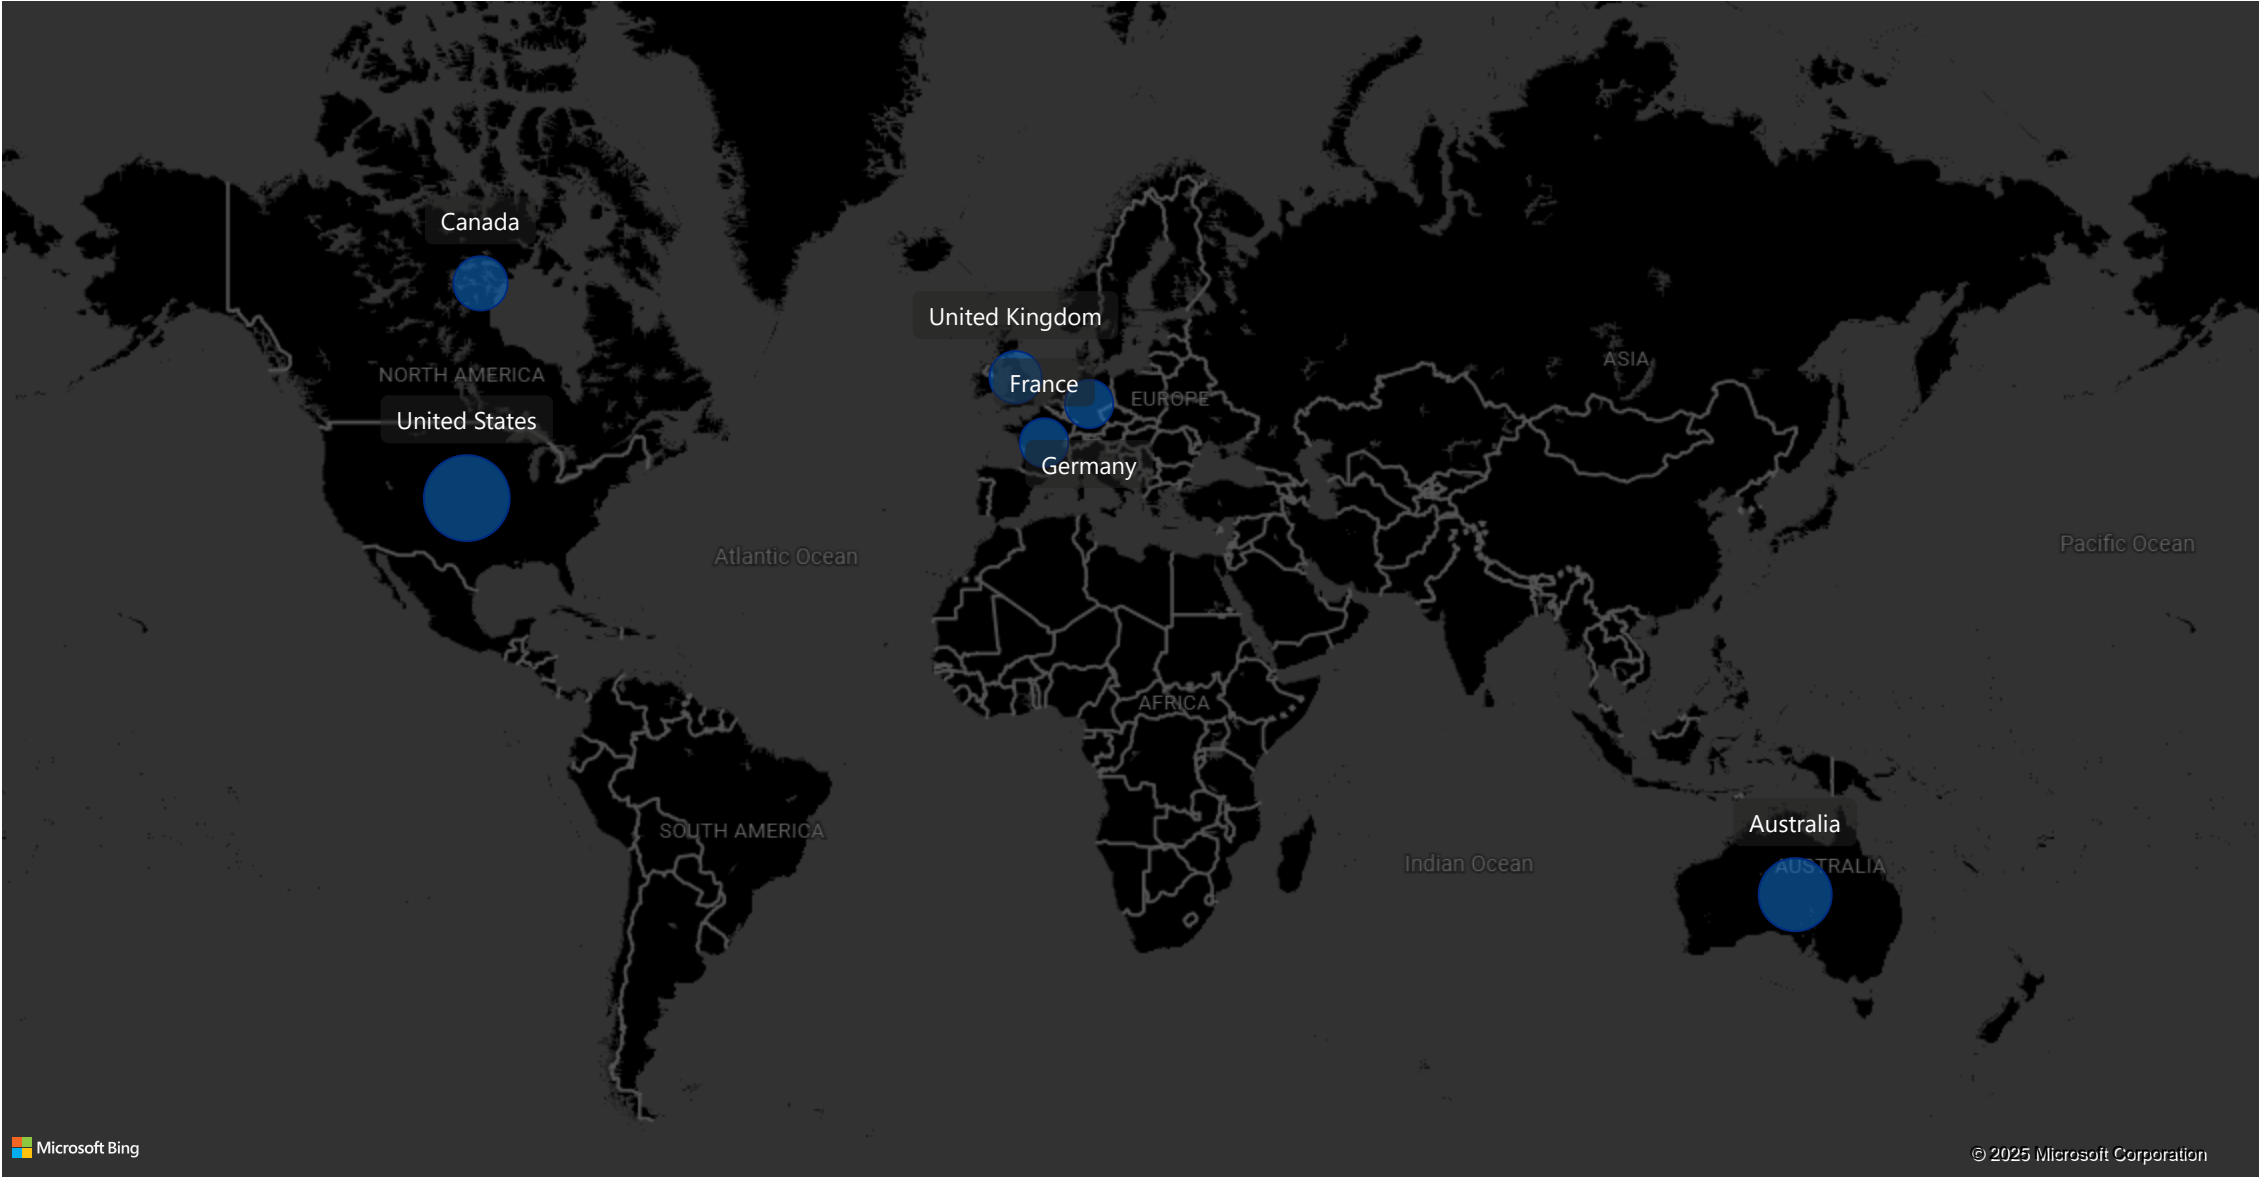 Canada
United Kingdom
ASIA
NORTH AMERICA
France
EUROPE
United States
Germany
Atlantic Ocean
Pacific Ocean
AFRICA
Australia
SOUTH AMERICA
Indian Ocean
AUSTRALIA
Microsoft Bing
© 2025 Microsoft Corporation